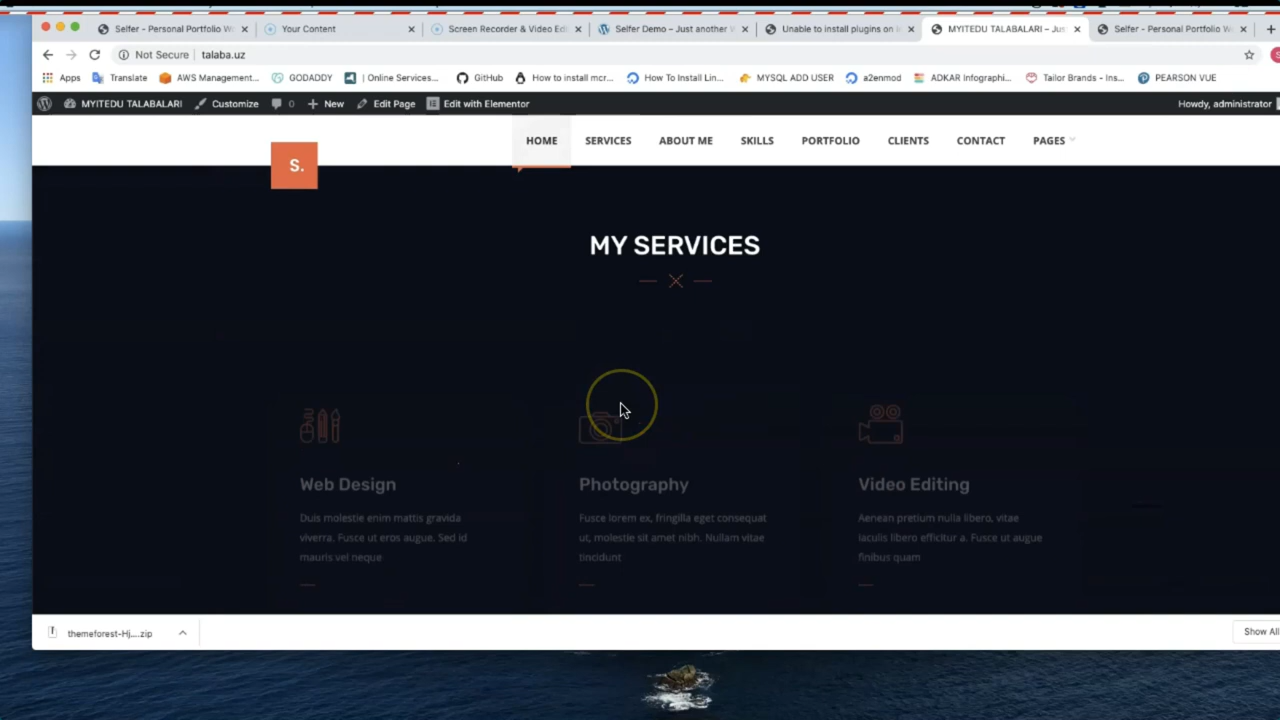 Selfer - Personal Portfolio W
Your Content
Screen Recorder & Video Edi
Selfer Demo – Just another W
Unable to install plugins on l
MYITEDU TALABALARI – Jus
Selfer - Personal Portfolio W
Not Secure
talaba.uz
Apps
Translate
AWS Management...
GODADDY
| Online Services...
GitHub
How to install mcr...
How To Install Lin...
MYSQL ADD USER
a2enmod
ADKAR Infographi...
Tailor Brands - Ins...
PEARSON VUE
MYITEDU TALABALARI
Customize
0
New
Edit Page
Edit with Elementor
Howdy, administrator
S.
HOME
SERVICES
ABOUT ME
SKILLS
PORTFOLIO
CLIENTS
CONTACT
PAGES
MY SERVICES
Web Design
Duis molestie enim mattis gravida
viverra. Fusce ut eros augue. Sed id
mauris vel neque
Photography
Fusce lorem ex, fringilla eget consequat
ut, molestie sit amet nibh. Nullam vitae
tincidunt
Video Editing
Aenean pretium nulla libero, vitae
iaculis libero efficitur a. Fusce ut augue
finibus quam
themeforest-Hj....zip
Show All